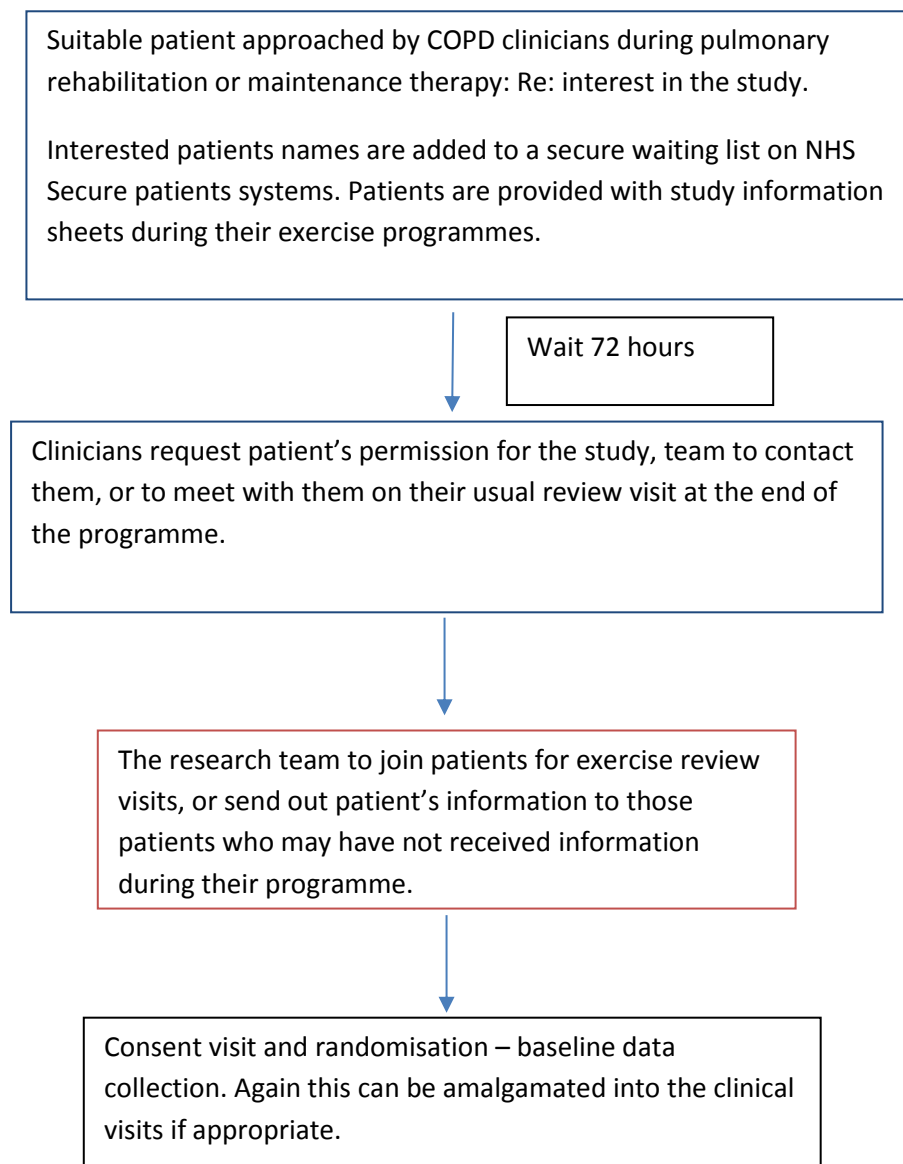 Suitable patient approached by COPD clinicians during pulmonary
rehabilitation or maintenance therapy: Re: interest in the study.
Interested patients names are added to a secure waiting list on NHS
Secure patients systems. Patients are provided with study information
sheets during their exercise programmes.
Wait 72 hours
Clinicians request patient’s permission for the study, team to contact
them, or to meet with them on their usual review visit at the end of
the programme.
The research team to join patients for exercise review
visits, or send out patient’s information to those
patients who may have not received information
during their programme.
Consent visit and randomisation – baseline data
collection. Again this can be amalgamated into the clinical
visits if appropriate.